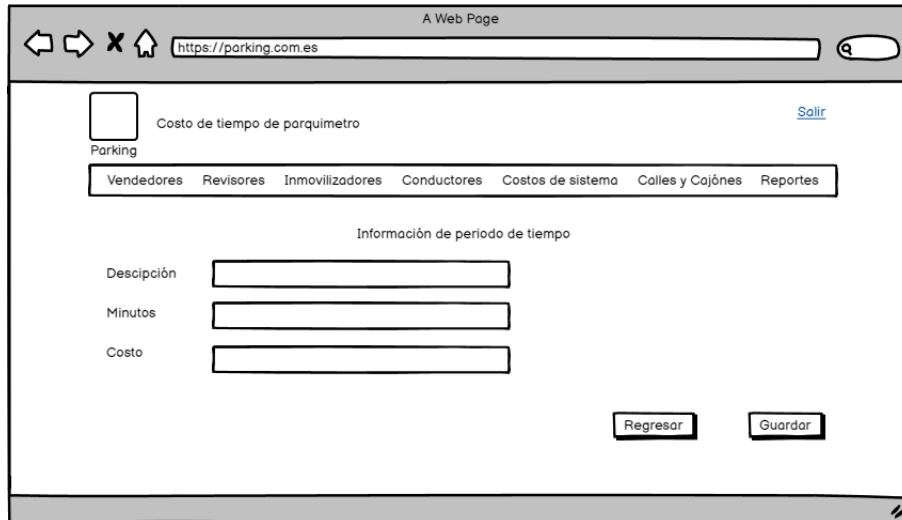 A Web Page
https://parking.com.es
Costo de tiempo de parquimetro
Salir
Parking
Vendedores Revisores Inmovilizadores Conductores Costos de sistema Calles y Cajónes Reportes
Información de periodo de tiempo
Descipción
Minutos
Costo
Regresar Guardar